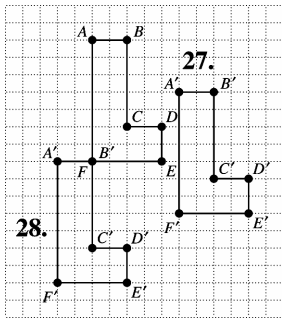 A B
27.
A′ B′
C D
A′ B′
F E
C′ D′
28.
F′ E′
C′ D′
F′ E′